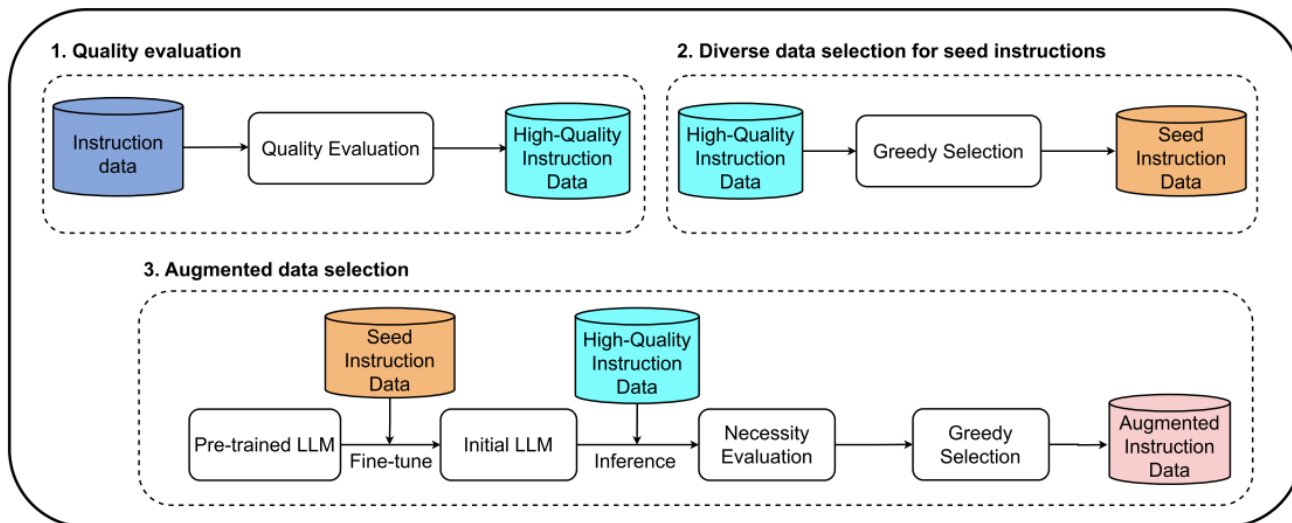 1. Quality evaluation
Instruction
data
Quality Evaluation
High-Quality
Instruction
Data
2. Diverse data selection for seed instructions
High-Quality
Instruction
Data
Greedy Selection
Seed
Instruction
Data
3. Augmented data selection
Seed
Instruction
Data
High-Quality
Instruction
Data
Pre-trained LLM
Fine-tune
Initial LLM
Inference
Necessity
Evaluation
Greedy
Selection
Augmented
Instruction
Data